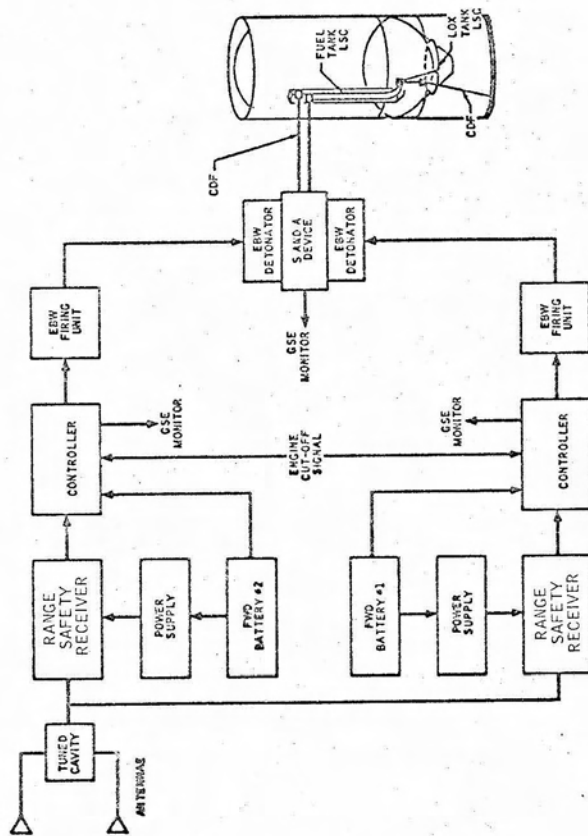 ANTENNAE
TUNED
CAVITY
RANGE
SAFETY
RECEIVER
POWER
SUPPLY
FWD
BATTERY #2
CONTROLLER
GSE
MONITOR
EBW
FIRING
UNIT
ENGINE
CUT-OFF
SIGNAL
FWD
BATTERY #1
POWER
SUPPLY
RANGE
SAFETY
RECEIVER
CONTROLLER
GSE
MONITOR
EBW
FIRING
UNIT
EBW
DETONATOR
S AND A
DEVICE
EBW
DETONATOR
GSE
MONITOR
CDF
FUEL
TANK
LSC
LOX
TANK
LSC
CDF